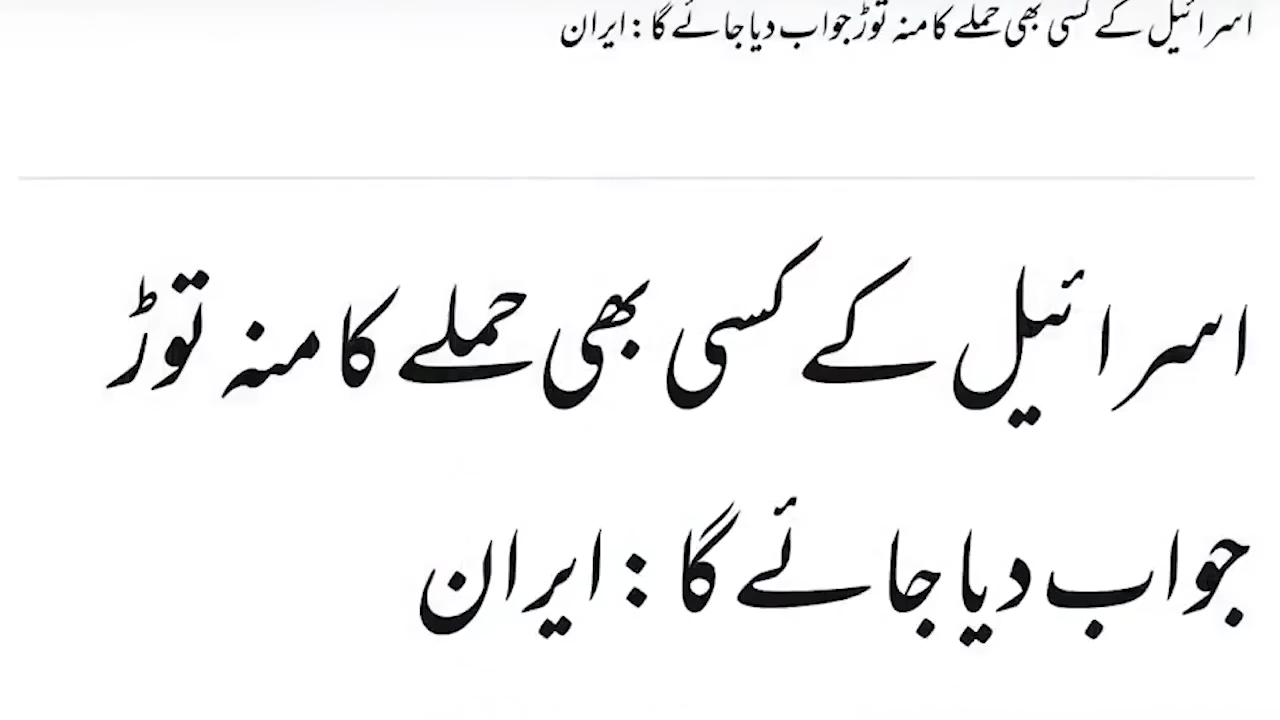 اسرائیل کے کسی بھی حملے کا منہ توڑ جواب دیا جائے گا : ایران
اسرائیل کے کسی بھی حملے کا منہ توڑ
جواب دیا جائے گا : ایران